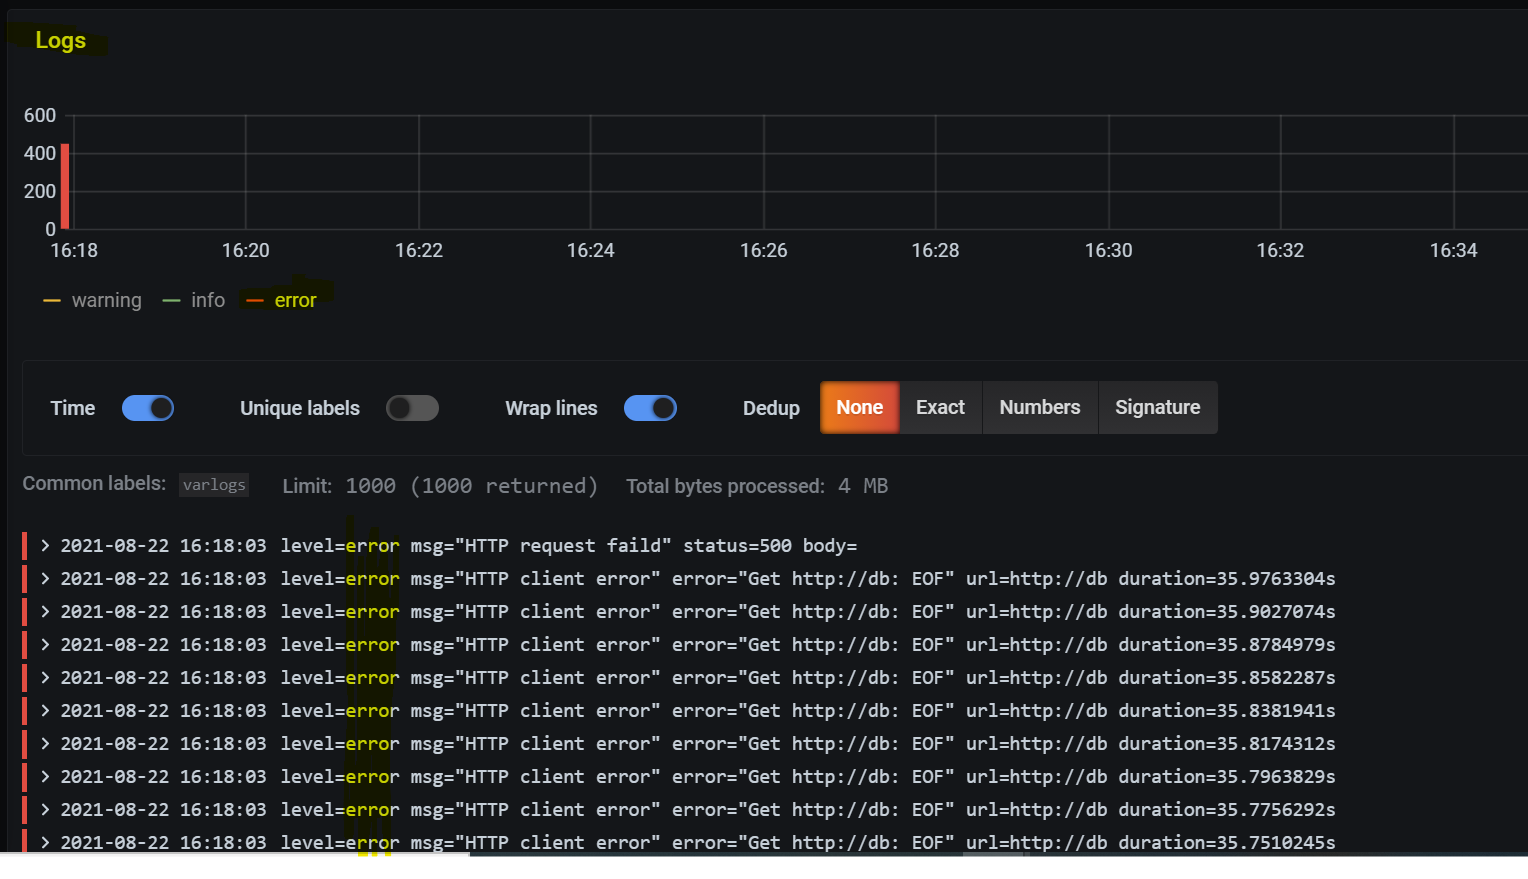 Logs
600
400
200
0
16:18 16:20 16:22 16:24 16:26 16:28 16:30 16:32 16:34
warning info error
Time Unique labels Wrap lines Dedup None Exact Numbers Signature
Common labels: varlogs Limit: 1000 (1000 returned) Total bytes processed: 4 MB
> 2021-08-22 16:18:03 level=error msg="HTTP request faild" status=500 body=
> 2021-08-22 16:18:03 level=error msg="HTTP client error" error="Get http://db: EOF" url=http://db duration=35.9763304s
> 2021-08-22 16:18:03 level=error msg="HTTP client error" error="Get http://db: EOF" url=http://db duration=35.9027074s
> 2021-08-22 16:18:03 level=error msg="HTTP client error" error="Get http://db: EOF" url=http://db duration=35.8784979s
> 2021-08-22 16:18:03 level=error msg="HTTP client error" error="Get http://db: EOF" url=http://db duration=35.8582287s
> 2021-08-22 16:18:03 level=error msg="HTTP client error" error="Get http://db: EOF" url=http://db duration=35.8381941s
> 2021-08-22 16:18:03 level=error msg="HTTP client error" error="Get http://db: EOF" url=http://db duration=35.8174312s
> 2021-08-22 16:18:03 level=error msg="HTTP client error" error="Get http://db: EOF" url=http://db duration=35.7963829s
> 2021-08-22 16:18:03 level=error msg="HTTP client error" error="Get http://db: EOF" url=http://db duration=35.7756292s
> 2021-08-22 16:18:03 level=error msg="HTTP client error" error="Get http://db: EOF" url=http://db duration=35.7510245s